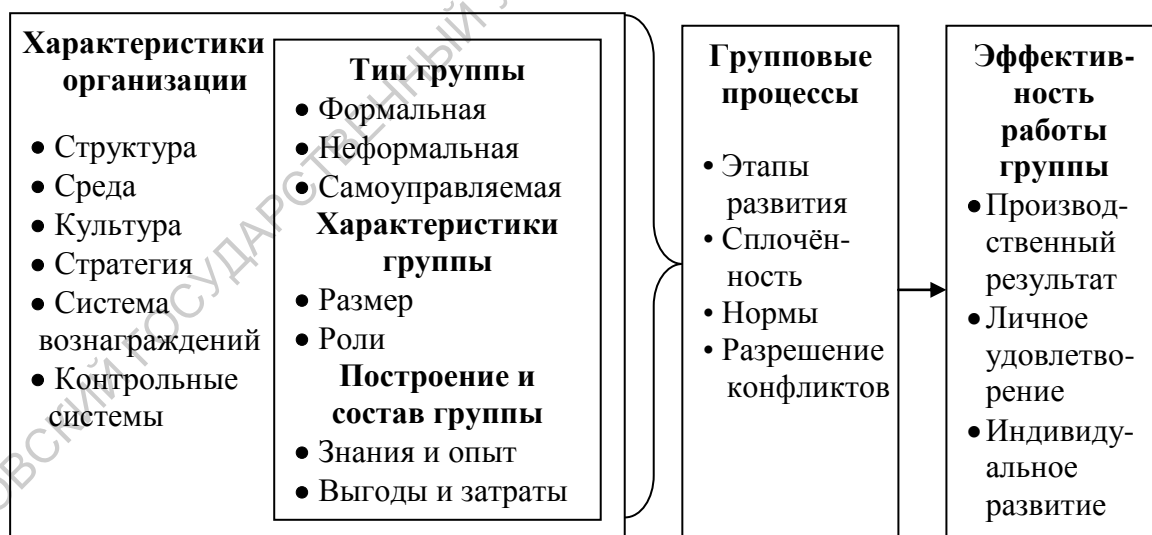 Характеристики
организации
• Структура
• Среда
• Культура
• Стратегия
• Система
вознаграждений
• Контрольные
системы
Тип группы
• Формальная
• Неформальная
• Самоуправляемая
Характеристики
группы
• Размер
• Роли
Построение и
состав группы
• Знания и опыт
• Выгоды и затраты
Групповые
процессы
• Этапы
развития
• Сплочён-
ность
• Нормы
• Разрешение
конфликтов
Эффектив-
ность
работы
группы
• Производ-
ственный
результат
• Личное
удовлетво-
рение
• Индивиду-
альное
развитие
ОВСКИЙ ГОСУДАРСТВЕННЫЙ У